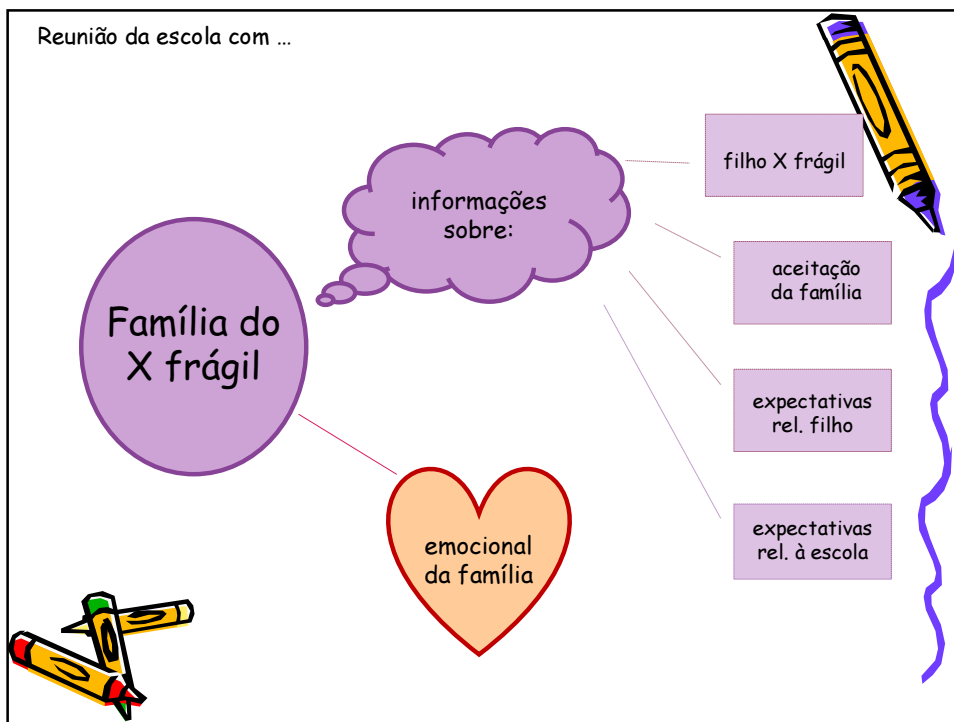 Reunião da escola com …
informações
sobre:
filho X frágil
aceitação
da família
Família do
X frágil
expectativas
rel. filho
expectativas
rel. à escola
emocional
da família